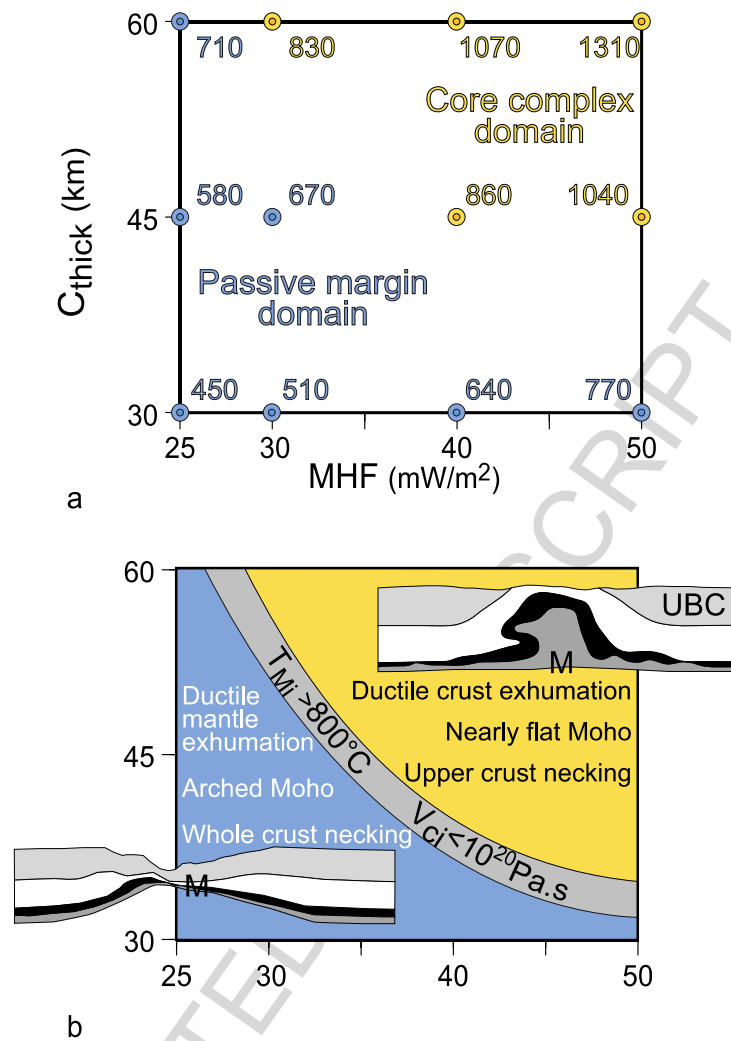 60
710
830
1070
1310
Core complex
domain
Cthick (km)
45
580
670
860
1040
Passive margin
domain
30
450
510
640
770
25
30
40
50
MHF (mW/m²)
a
SCRIPT
60
UBC
M
TMi >800°C
Ductile crust exhumation
Ductile
mantle
exhumation
Nearly flat Moho
45
Upper crust necking
Arched Moho
Vci<10²⁰Pa.s
Whole crust necking
M
30
25
30
40
50
b
TE